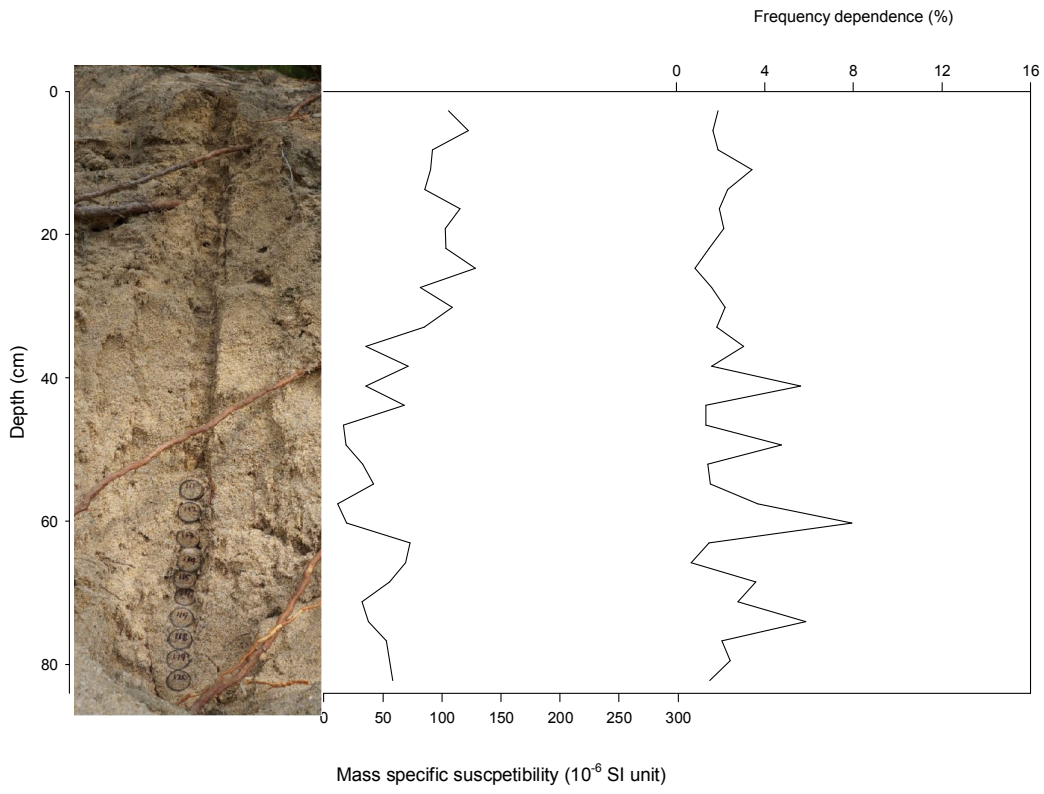 Frequency dependence (%)
0 4 8 12 16
0
20
40
60
80
Depth (cm)
0 50 100 150 200 250 300
Mass specific suscpetibility (10⁻⁶ SI unit)